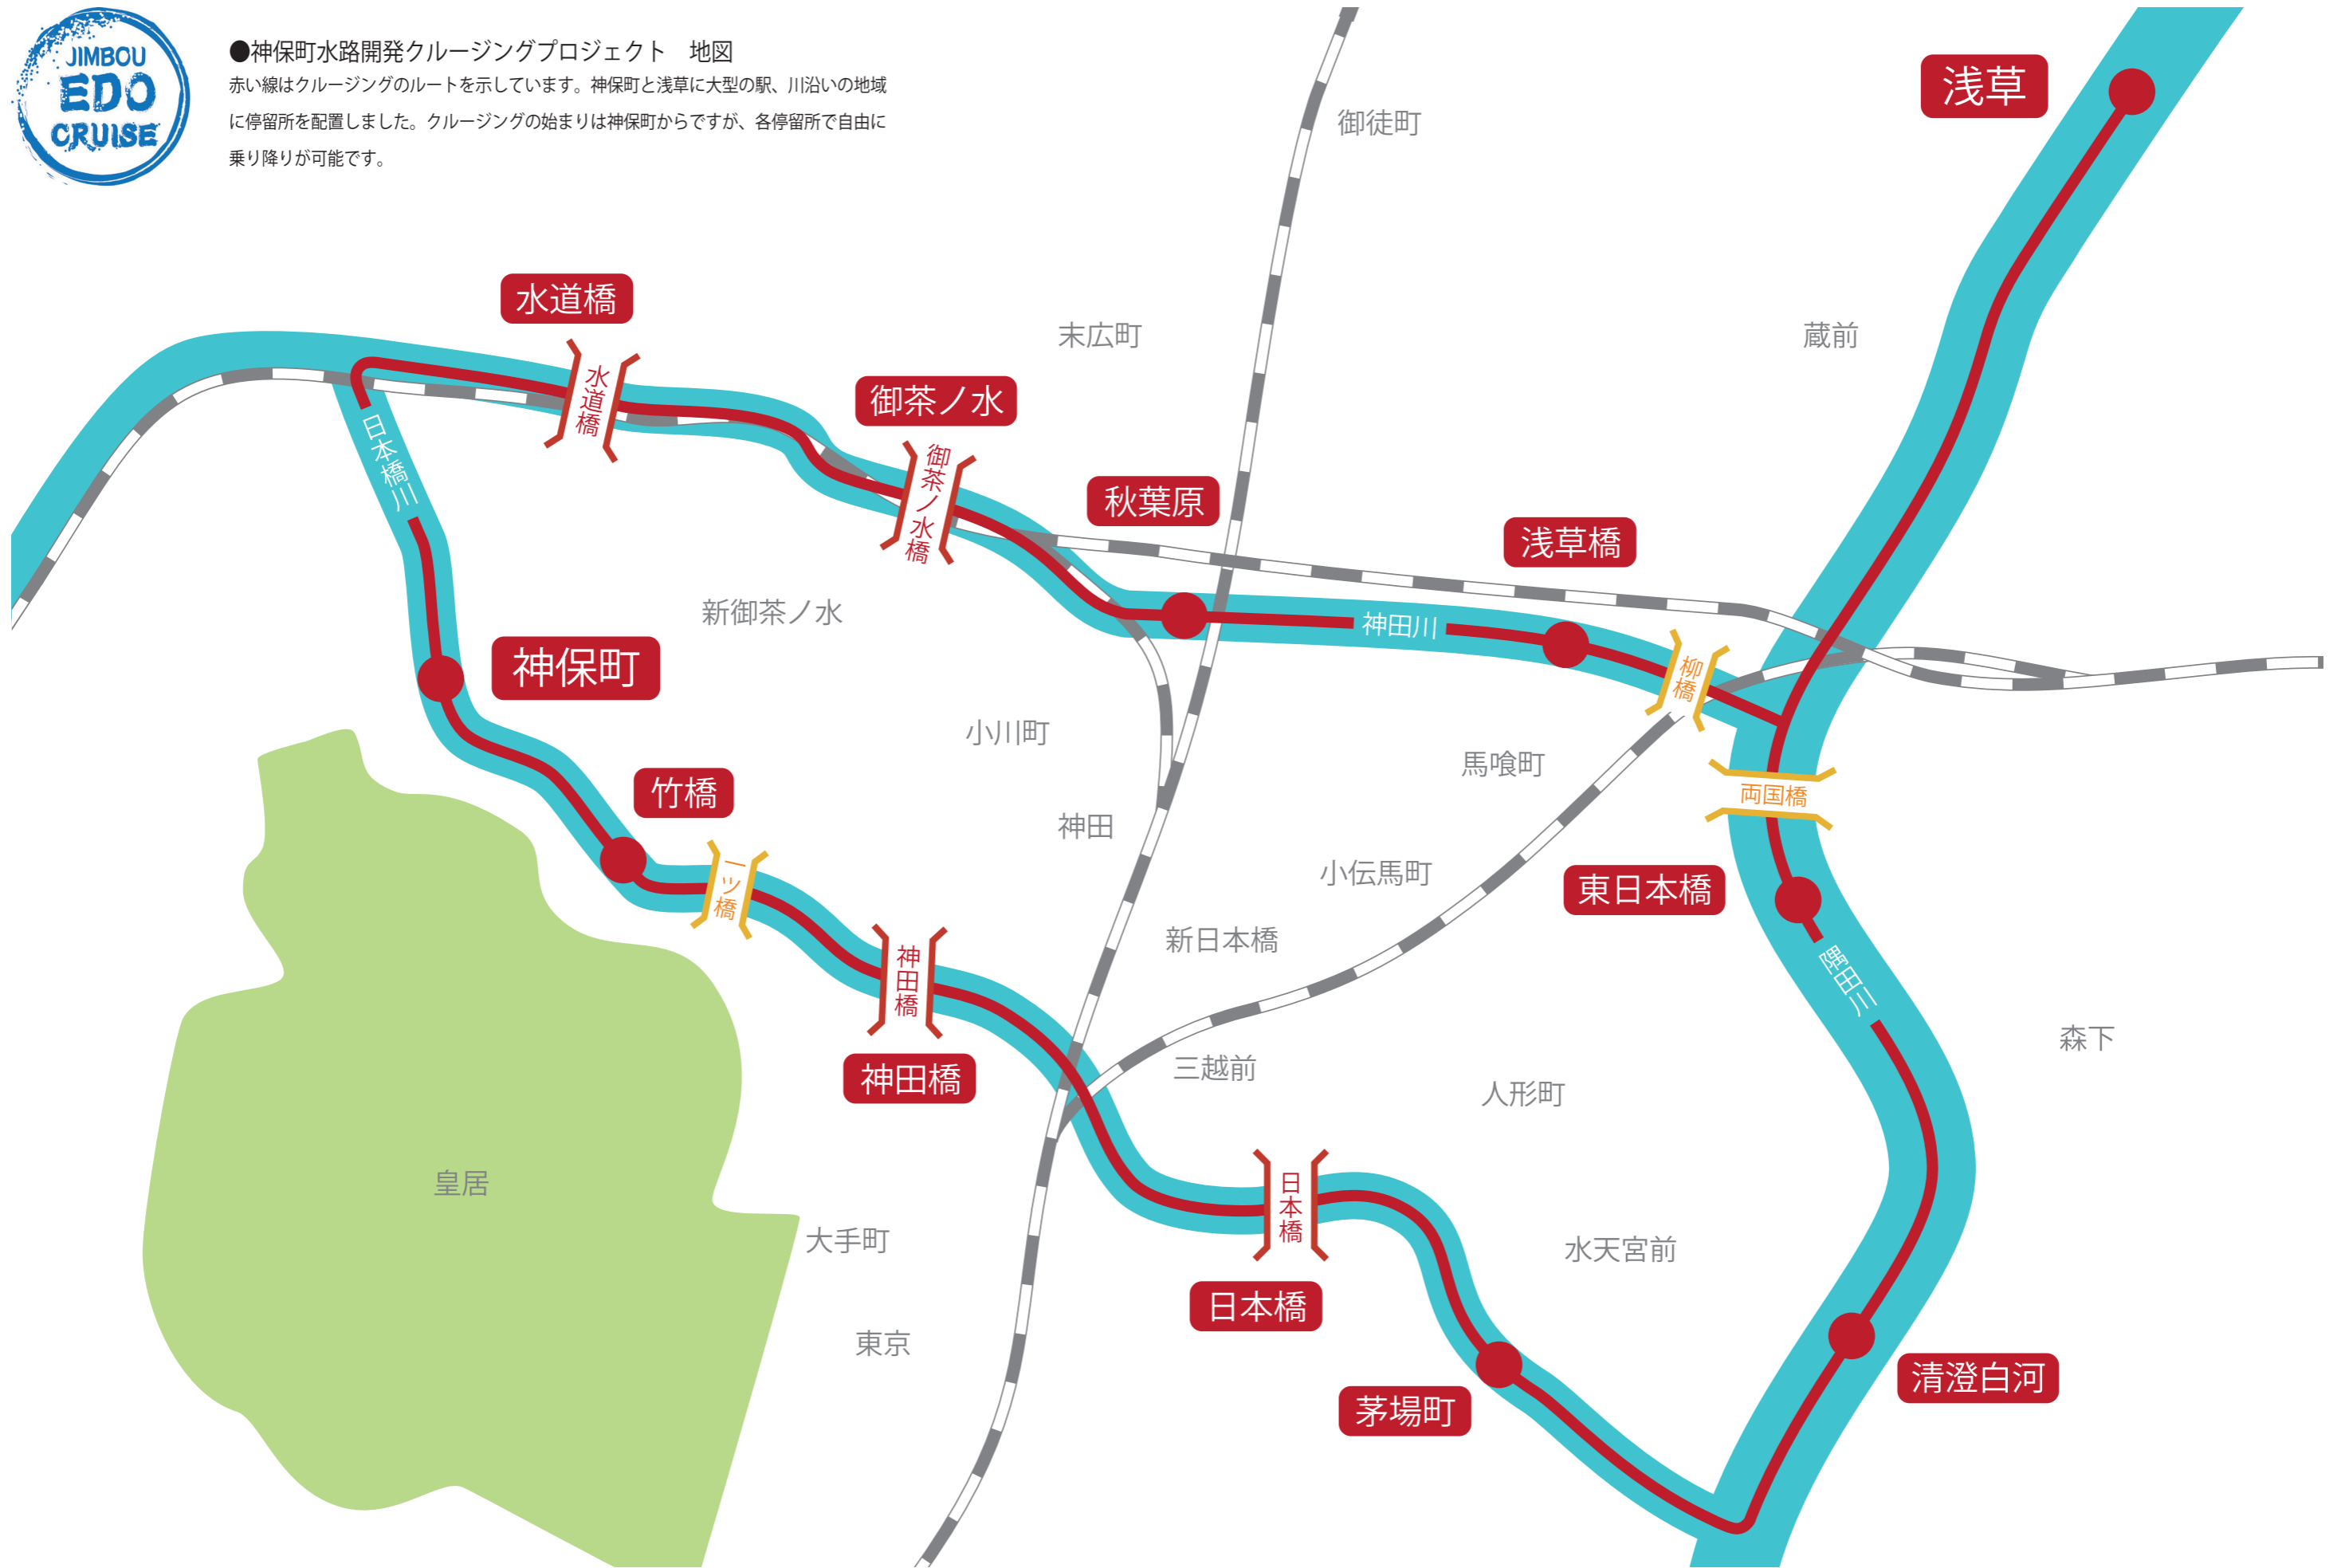 JIMBOU
EDO
CRUISE
●神保町水路開発クルージングプロジェクト　地図
赤い線はクルージングのルートを示しています。神保町と浅草に大型の駅、川沿いの地域
に停留所を配置しました。クルージングの始まりは神保町からですが、各停留所で自由に
乗り降りが可能です。
浅草
御徒町
水道橋
末広町
蔵前
水道橋
御茶ノ水
日本橋川
御茶ノ水橋
秋葉原
浅草橋
新御茶ノ水
神田川
神保町
柳橋
小川町
馬喰町
竹橋
両国橋
神田
一ツ橋
小伝馬町
東日本橋
新日本橋
神田橋
隅田川
森下
三越前
神田橋
人形町
皇居
日本橋
大手町
水天宮前
日本橋
東京
清澄白河
茅場町